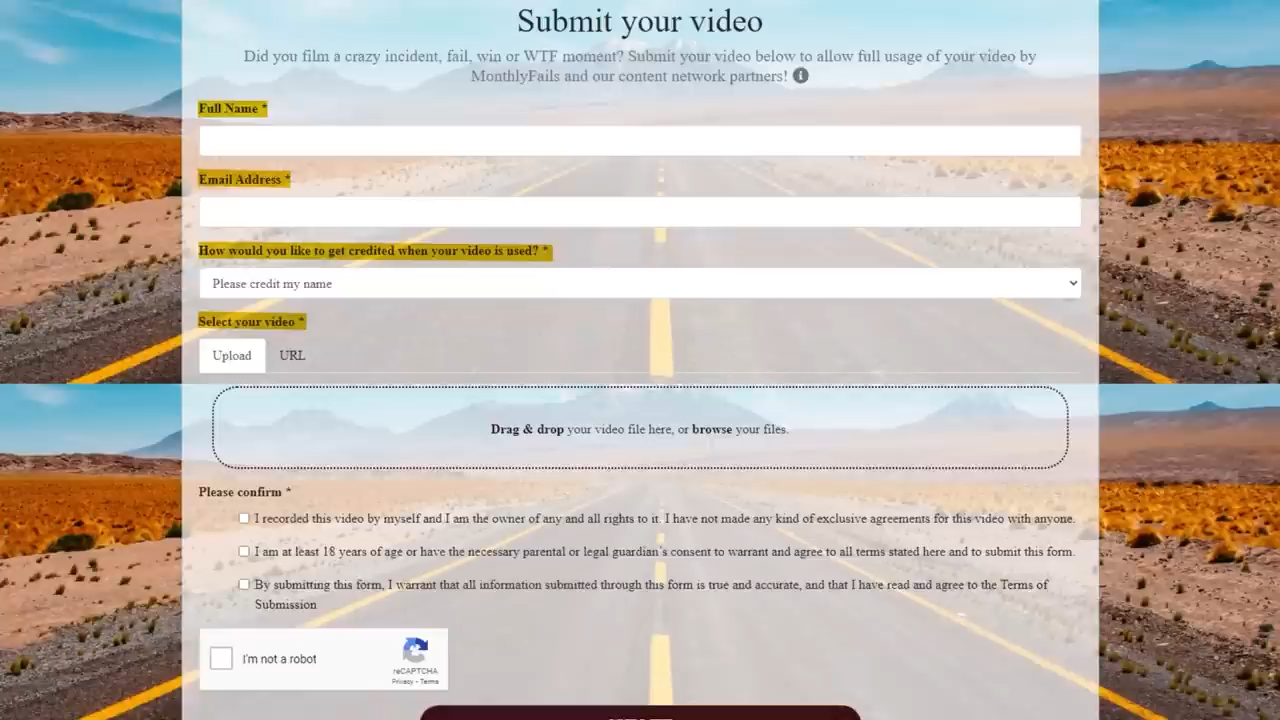 Submit your video
Did you film a crazy incident, fail, win or WTF moment? Submit your video below to allow full usage of your video by
MonthlyFails and our content network partners!
Full Name *
Email Address *
How would you like to get credited when your video is used? *
Please credit my name
Select your video *
Upload URL
Drag & drop your video file here, or browse your files.
Please confirm *
I recorded this video by myself and I am the owner of any and all rights to it. I have not made any kind of exclusive agreements for this video with anyone.
I am at least 18 years of age or have the necessary parental or legal guardian's consent to warrant and agree to all terms stated here and to submit this form.
By submitting this form, I warrant that all information submitted through this form is true and accurate, and that I have read and agree to the Terms of
Submission
I'm not a robot
reCAPTCHA
Privacy - Terms